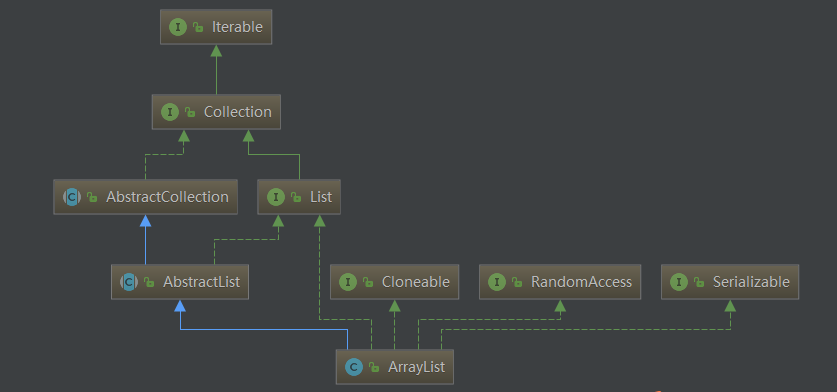 I Iterable
I Collection
C AbstractCollection
I List
C AbstractList
I Cloneable
I RandomAccess
I Serializable
C ArrayList